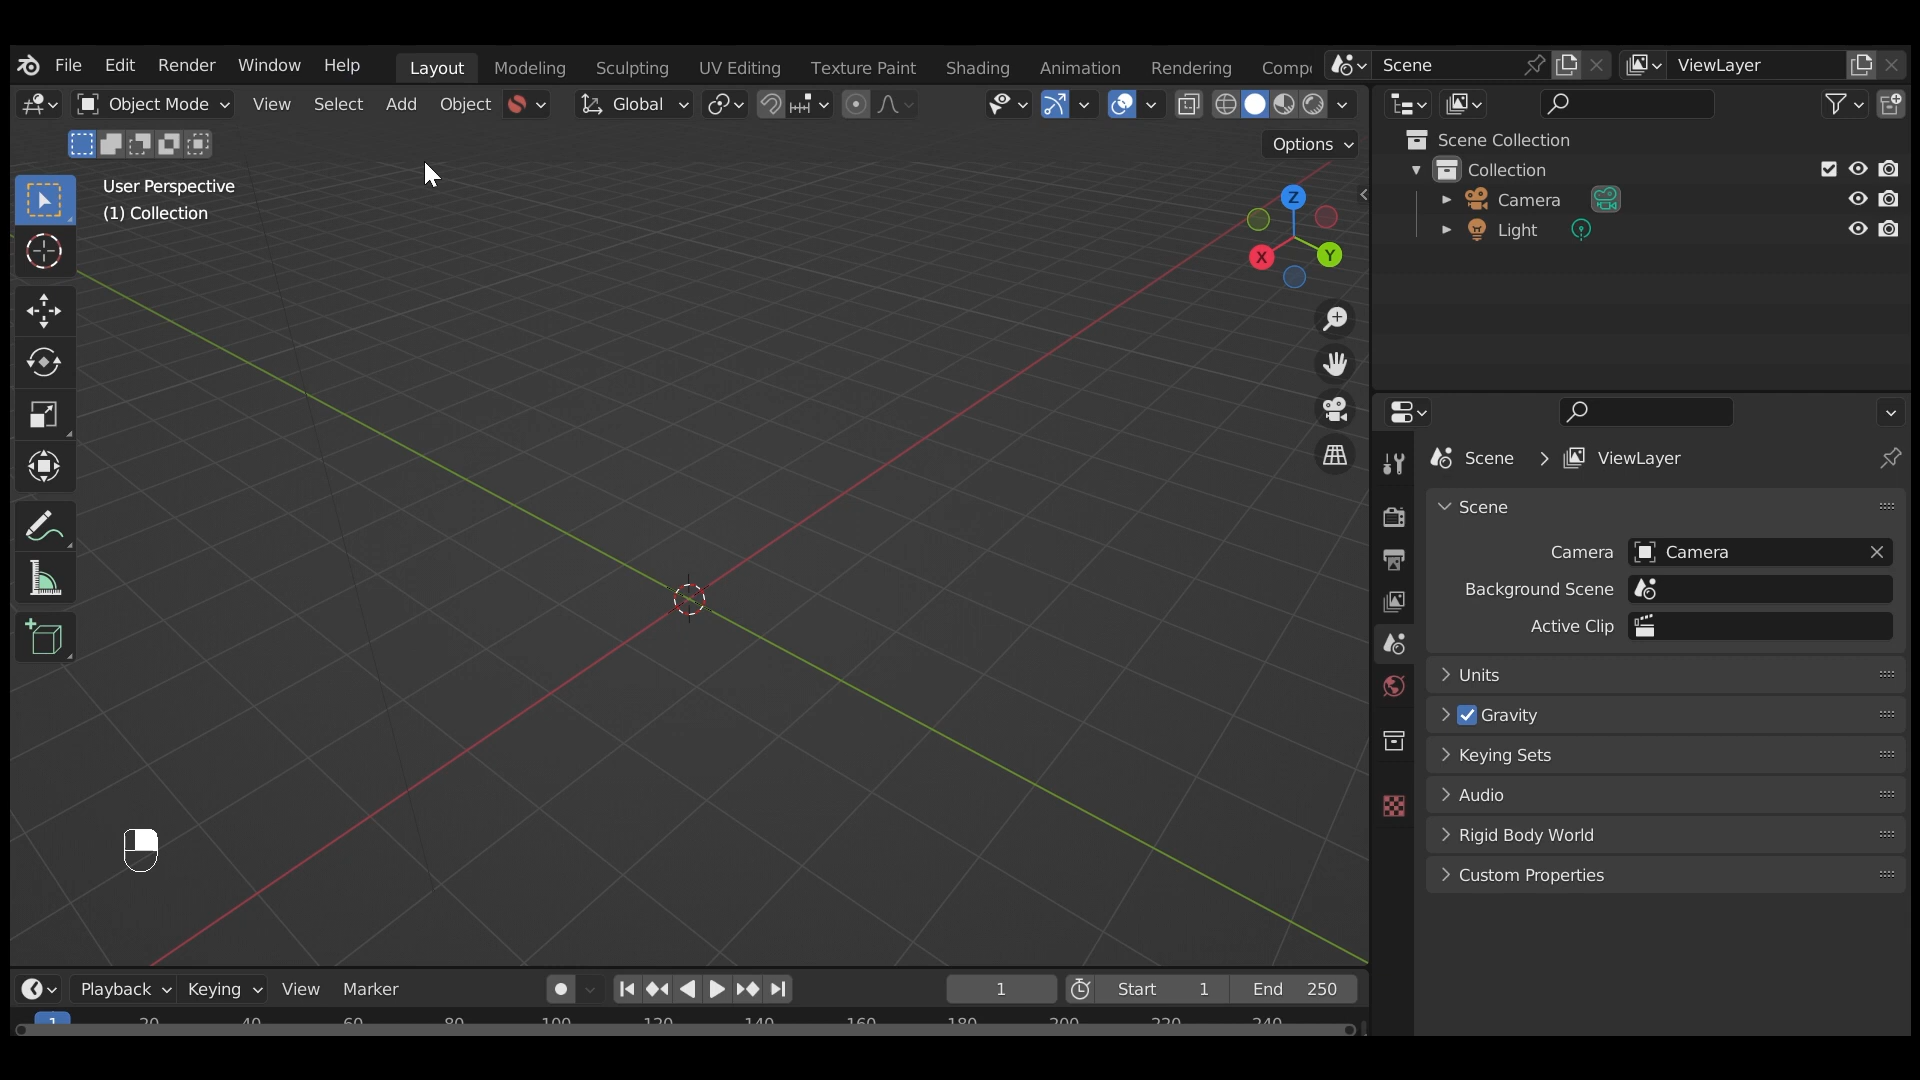 File Edit Render Window Help Layout Modeling Sculpting UV Editing Texture Paint Shading Animation Rendering Comp Scene ViewLayer
Object Mode View Select Add Object Global
Options
User Perspective
(1) Collection
Z
X
Y
Scene Collection
Collection
Camera
Light
Scene ViewLayer
Scene
Camera Camera
Background Scene
Active Clip
Units
Gravity
Keying Sets
Audio
Rigid Body World
Custom Properties
Playback Keying View Marker 1 Start 1 End 250
1 20 40 60 80 100 120 140 160 180 200 220 240